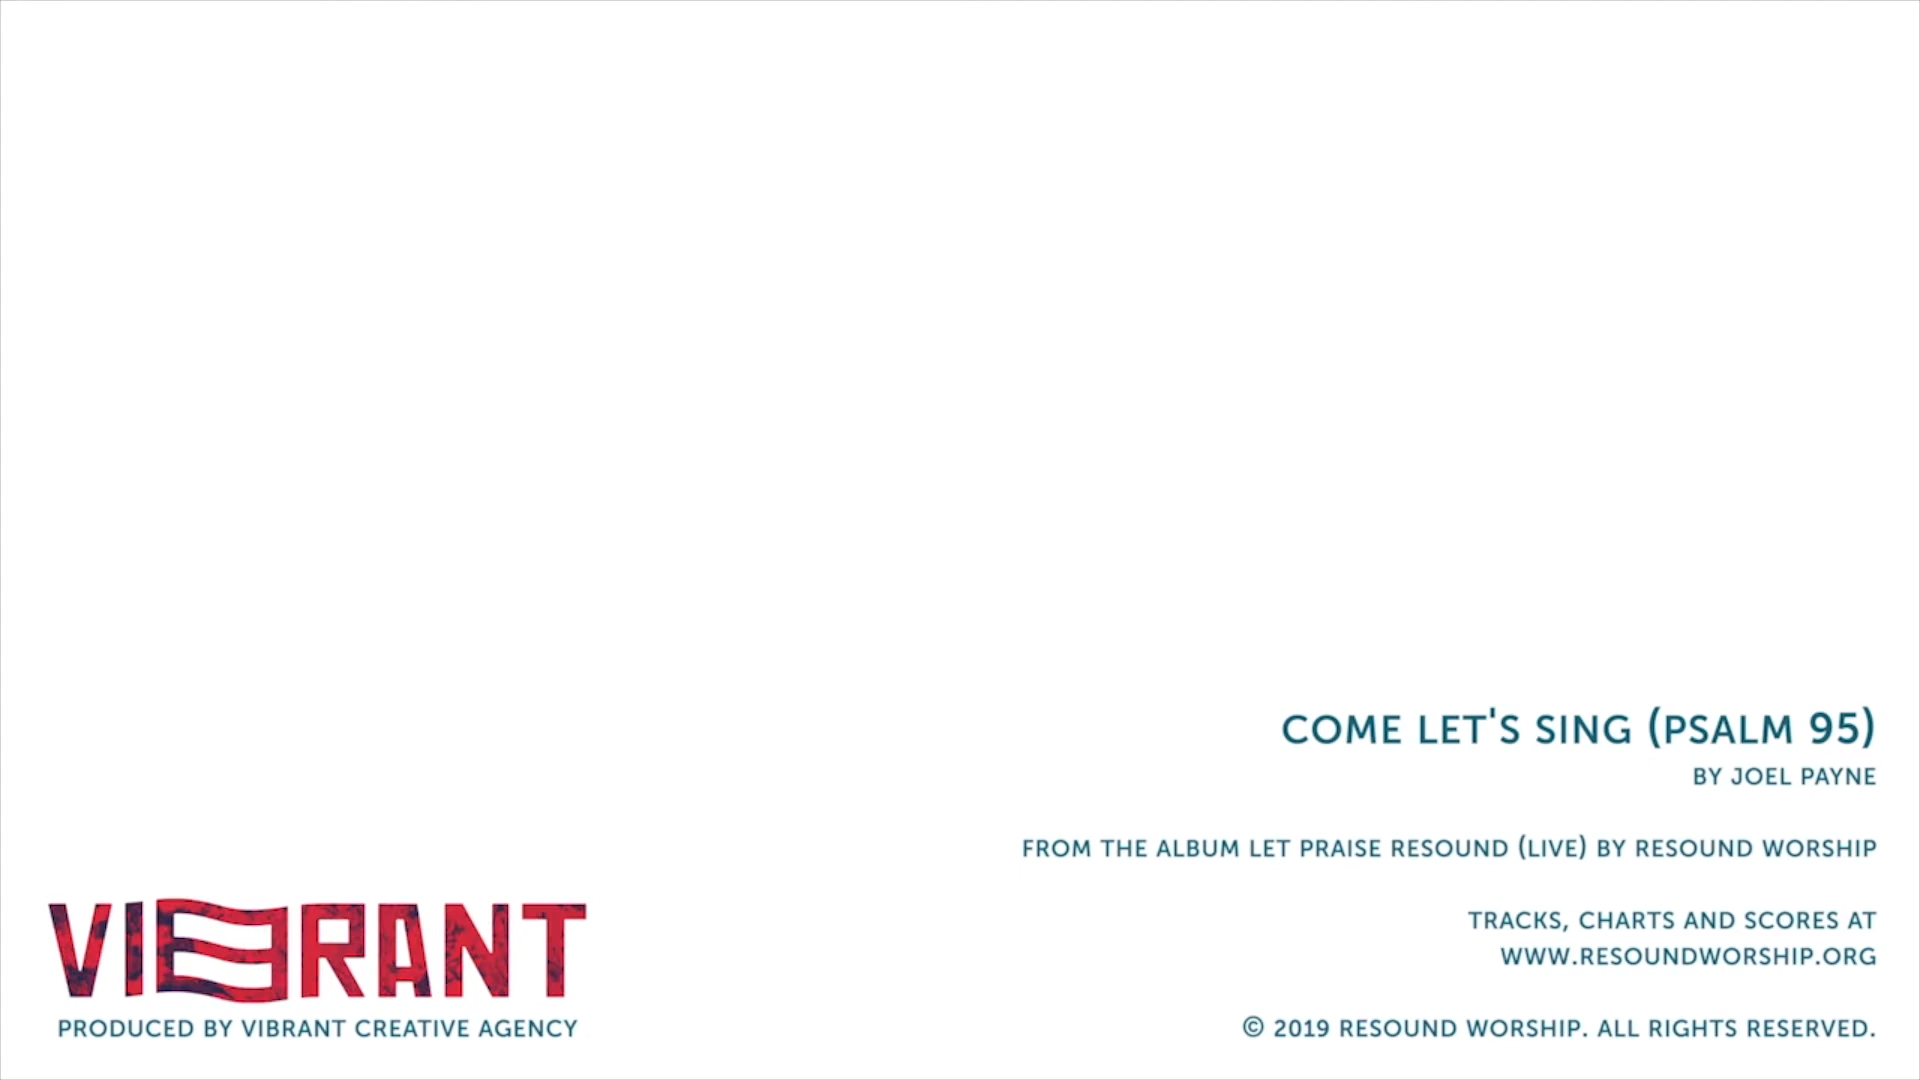 COME LET'S SING (PSALM 95)
BY JOEL PAYNE
FROM THE ALBUM LET PRAISE RESOUND (LIVE) BY RESOUND WORSHIP
TRACKS, CHARTS AND SCORES AT
WWW.RESOUNDWORSHIP.ORG
© 2019 RESOUND WORSHIP. ALL RIGHTS RESERVED.
VIBRANT
PRODUCED BY VIBRANT CREATIVE AGENCY